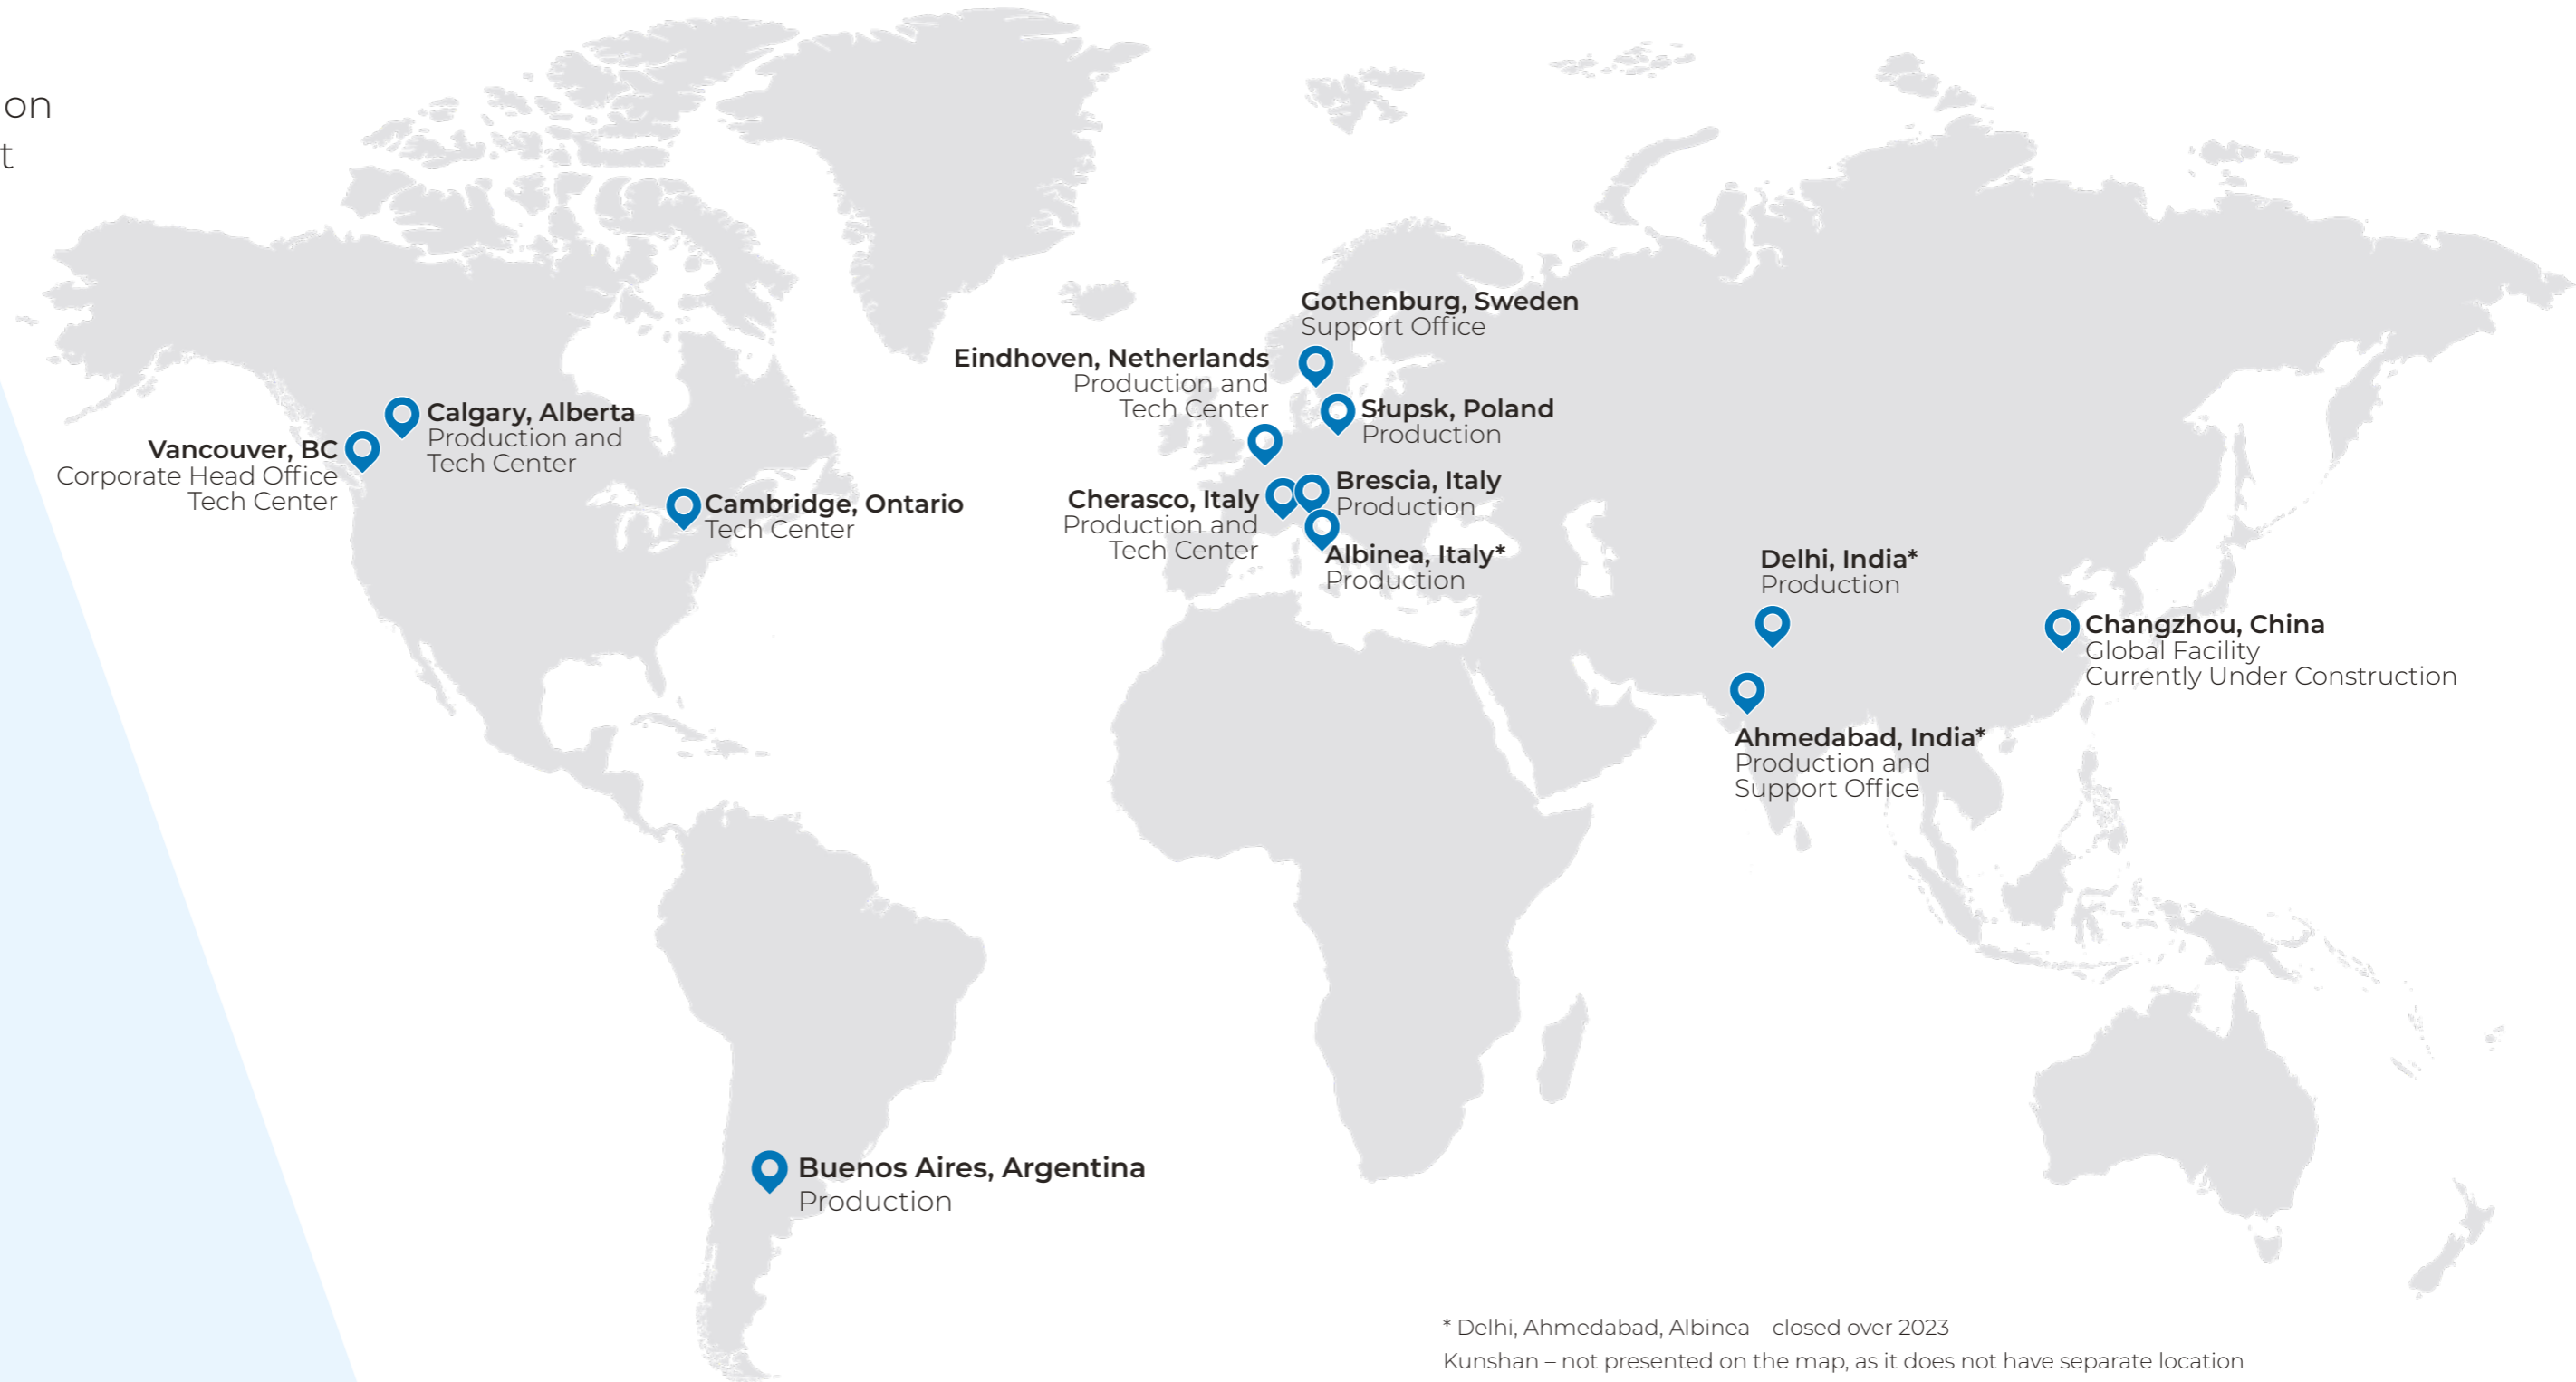 on
t
Gothenburg, Sweden
Support Office
Eindhoven, Netherlands
Production and
Tech Center
Calgary, Alberta
Production and
Tech Center
Słupsk, Poland
Production
Vancouver, BC
Corporate Head Office
Tech Center
Cambridge, Ontario
Tech Center
Cherasco, Italy
Production and
Tech Center
Brescia, Italy
Production
Albinea, Italy*
Production
Delhi, India*
Production
Changzhou, China
Global Facility
Currently Under Construction
Ahmedabad, India*
Production and
Support Office
Buenos Aires, Argentina
Production
* Delhi, Ahmedabad, Albinea – closed over 2023
Kunshan – not presented on the map, as it does not have separate location